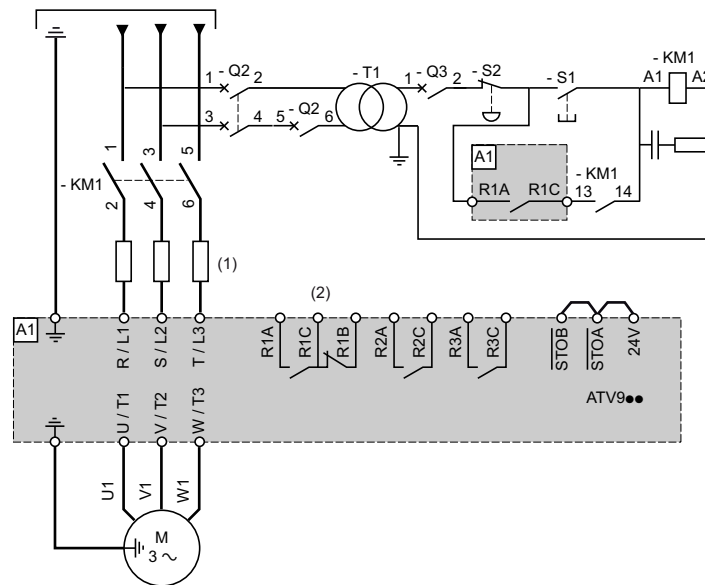 - Q2
1 2
3 4
5 - Q2 6
- T1
1 - Q3 2
- S2
- S1
- KM1
A1 A2
A1
R1A R1C
- KM1
13 14
1 3 5
- KM1
2 4 6
(1)
(2)
A1
R / L1
S / L2
T / L3
R1A
R1C
R1B
R2A
R2C
R3A
R3C
STOB
STOA
24V
ATV9●●
U / T1
V / T2
W / T3
U1
V1
W1
M
3 ~